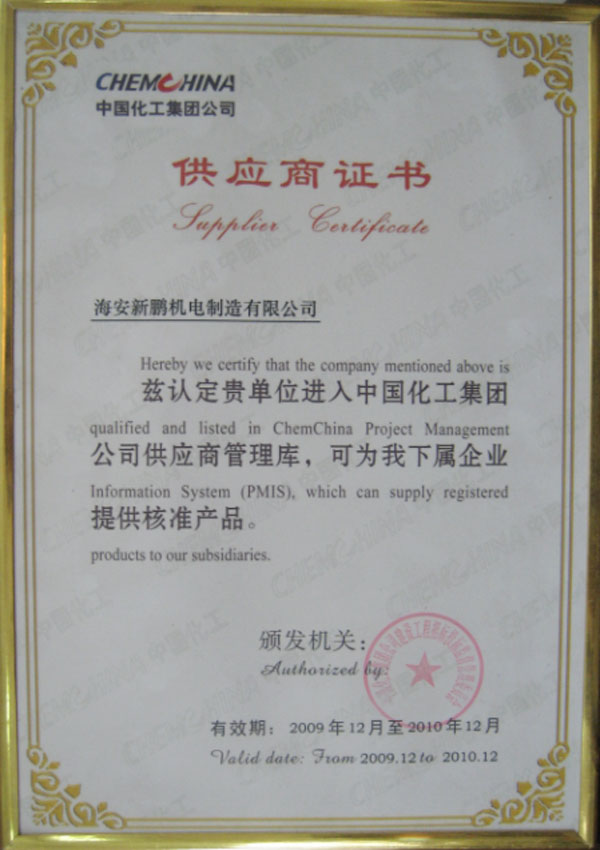 CHEMCHINA
中国化工集团公司
供应商证书
Supplier Certificate
海安新鹏机电制造有限公司
Hereby we certify that the company mentioned above is
兹认定贵单位进入中国化工集团
qualified and listed in ChemChina Project Management
公司供应商管理库，可为我下属企业
Information System (PMIS), which can supply registered
提供核准产品。
products to our subsidiaries.
颁发机关：
Authorized by:
有效期：2009年12月至2010年12月
Valid date: From 2009.12 to 2010.12